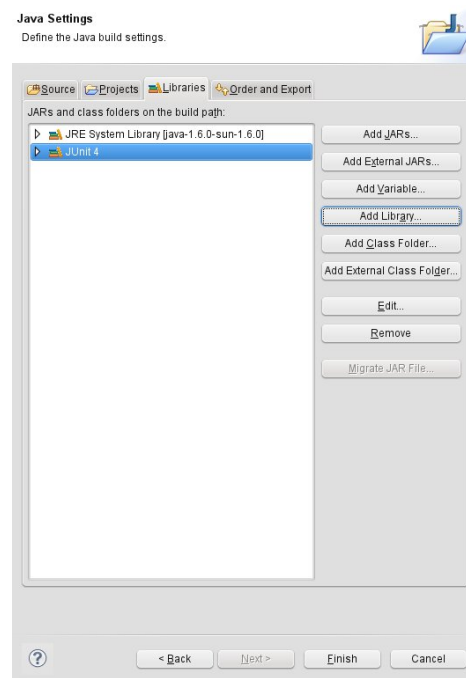 Java Settings
Define the Java build settings.
Source Projects Libraries Order and Export
JARs and class folders on the build path:
JRE System Library [java-1.6.0-sun-1.6.0]
JUnit 4
Add JARs...
Add External JARs...
Add Variable...
Add Library...
Add Class Folder...
Add External Class Folder...
Edit...
Remove
Migrate JAR File...
?
< Back Next > Finish Cancel